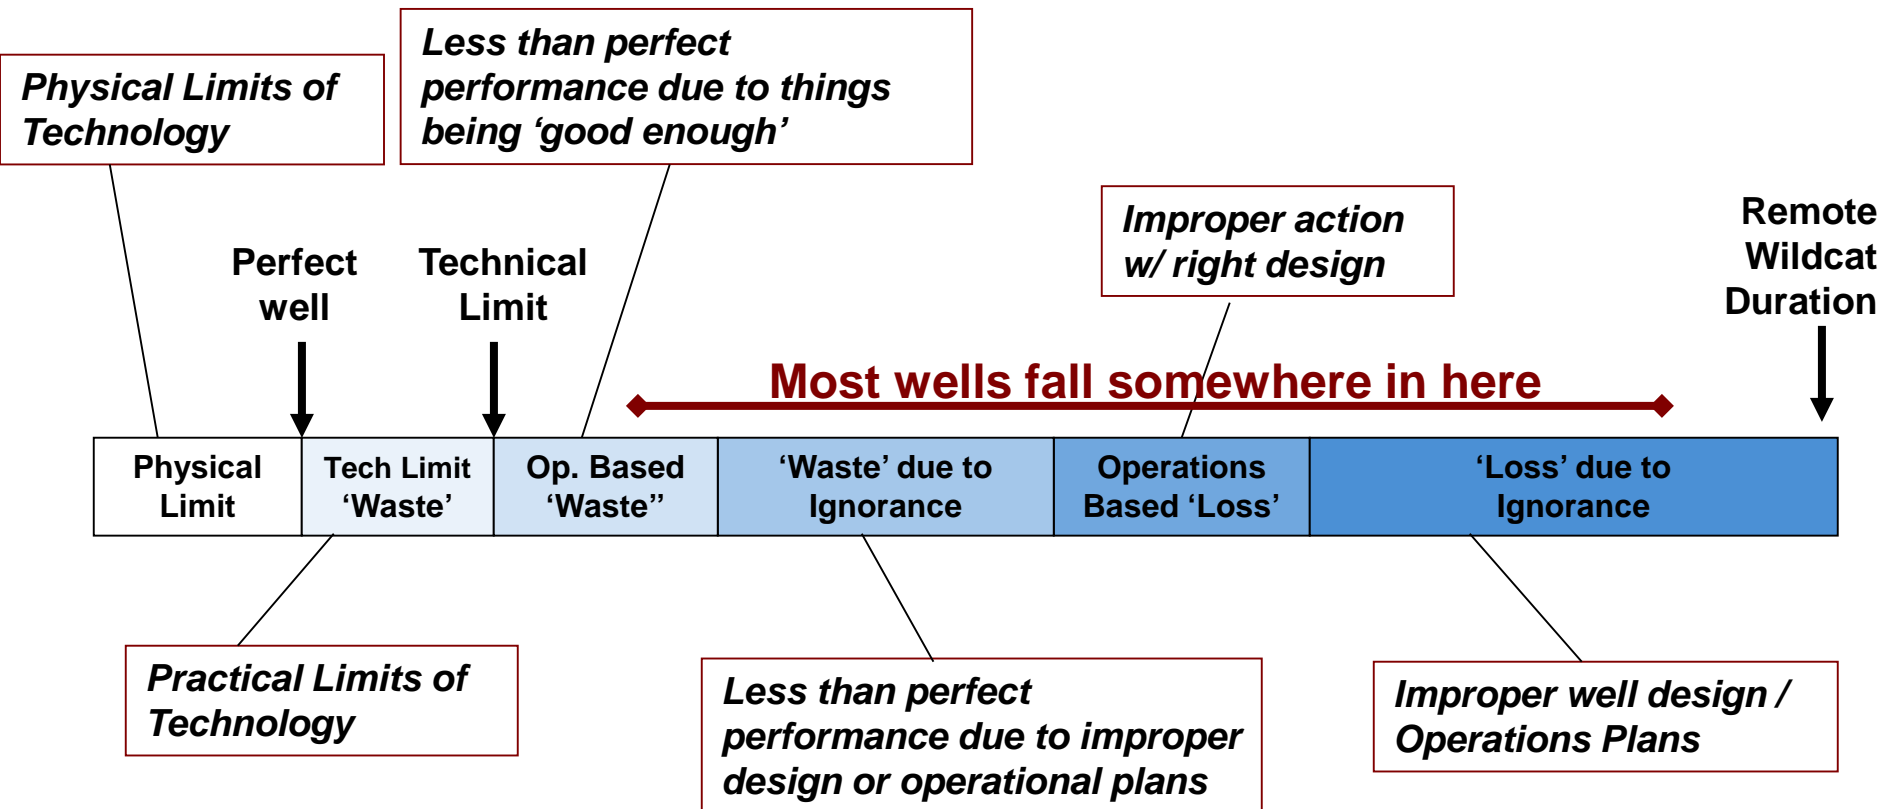 Less than perfect
performance due to things
being ‘good enough’
Physical Limits of
Technology
Improper action
w/ right design
Remote
Wildcat
Duration
Perfect
well
Technical
Limit
Most wells fall somewhere in here
Physical
Limit
Tech Limit
‘Waste’
Op. Based
‘Waste’’
‘Waste’ due to
Ignorance
Operations
Based ‘Loss’
‘Loss’ due to
Ignorance
Practical Limits of
Technology
Less than perfect
performance due to improper
design or operational plans
Improper well design /
Operations Plans